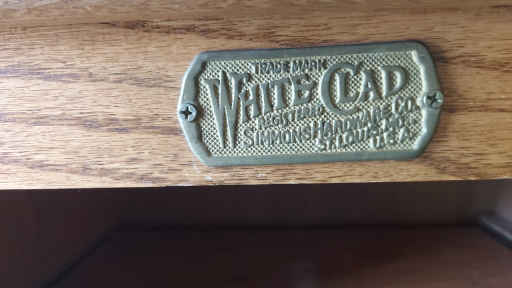 TRADE MARK
WHITE CLAD
REGISTERED
SIMMONS HARDWARE CO.
ST. LOUIS, MO.
U.S.A.